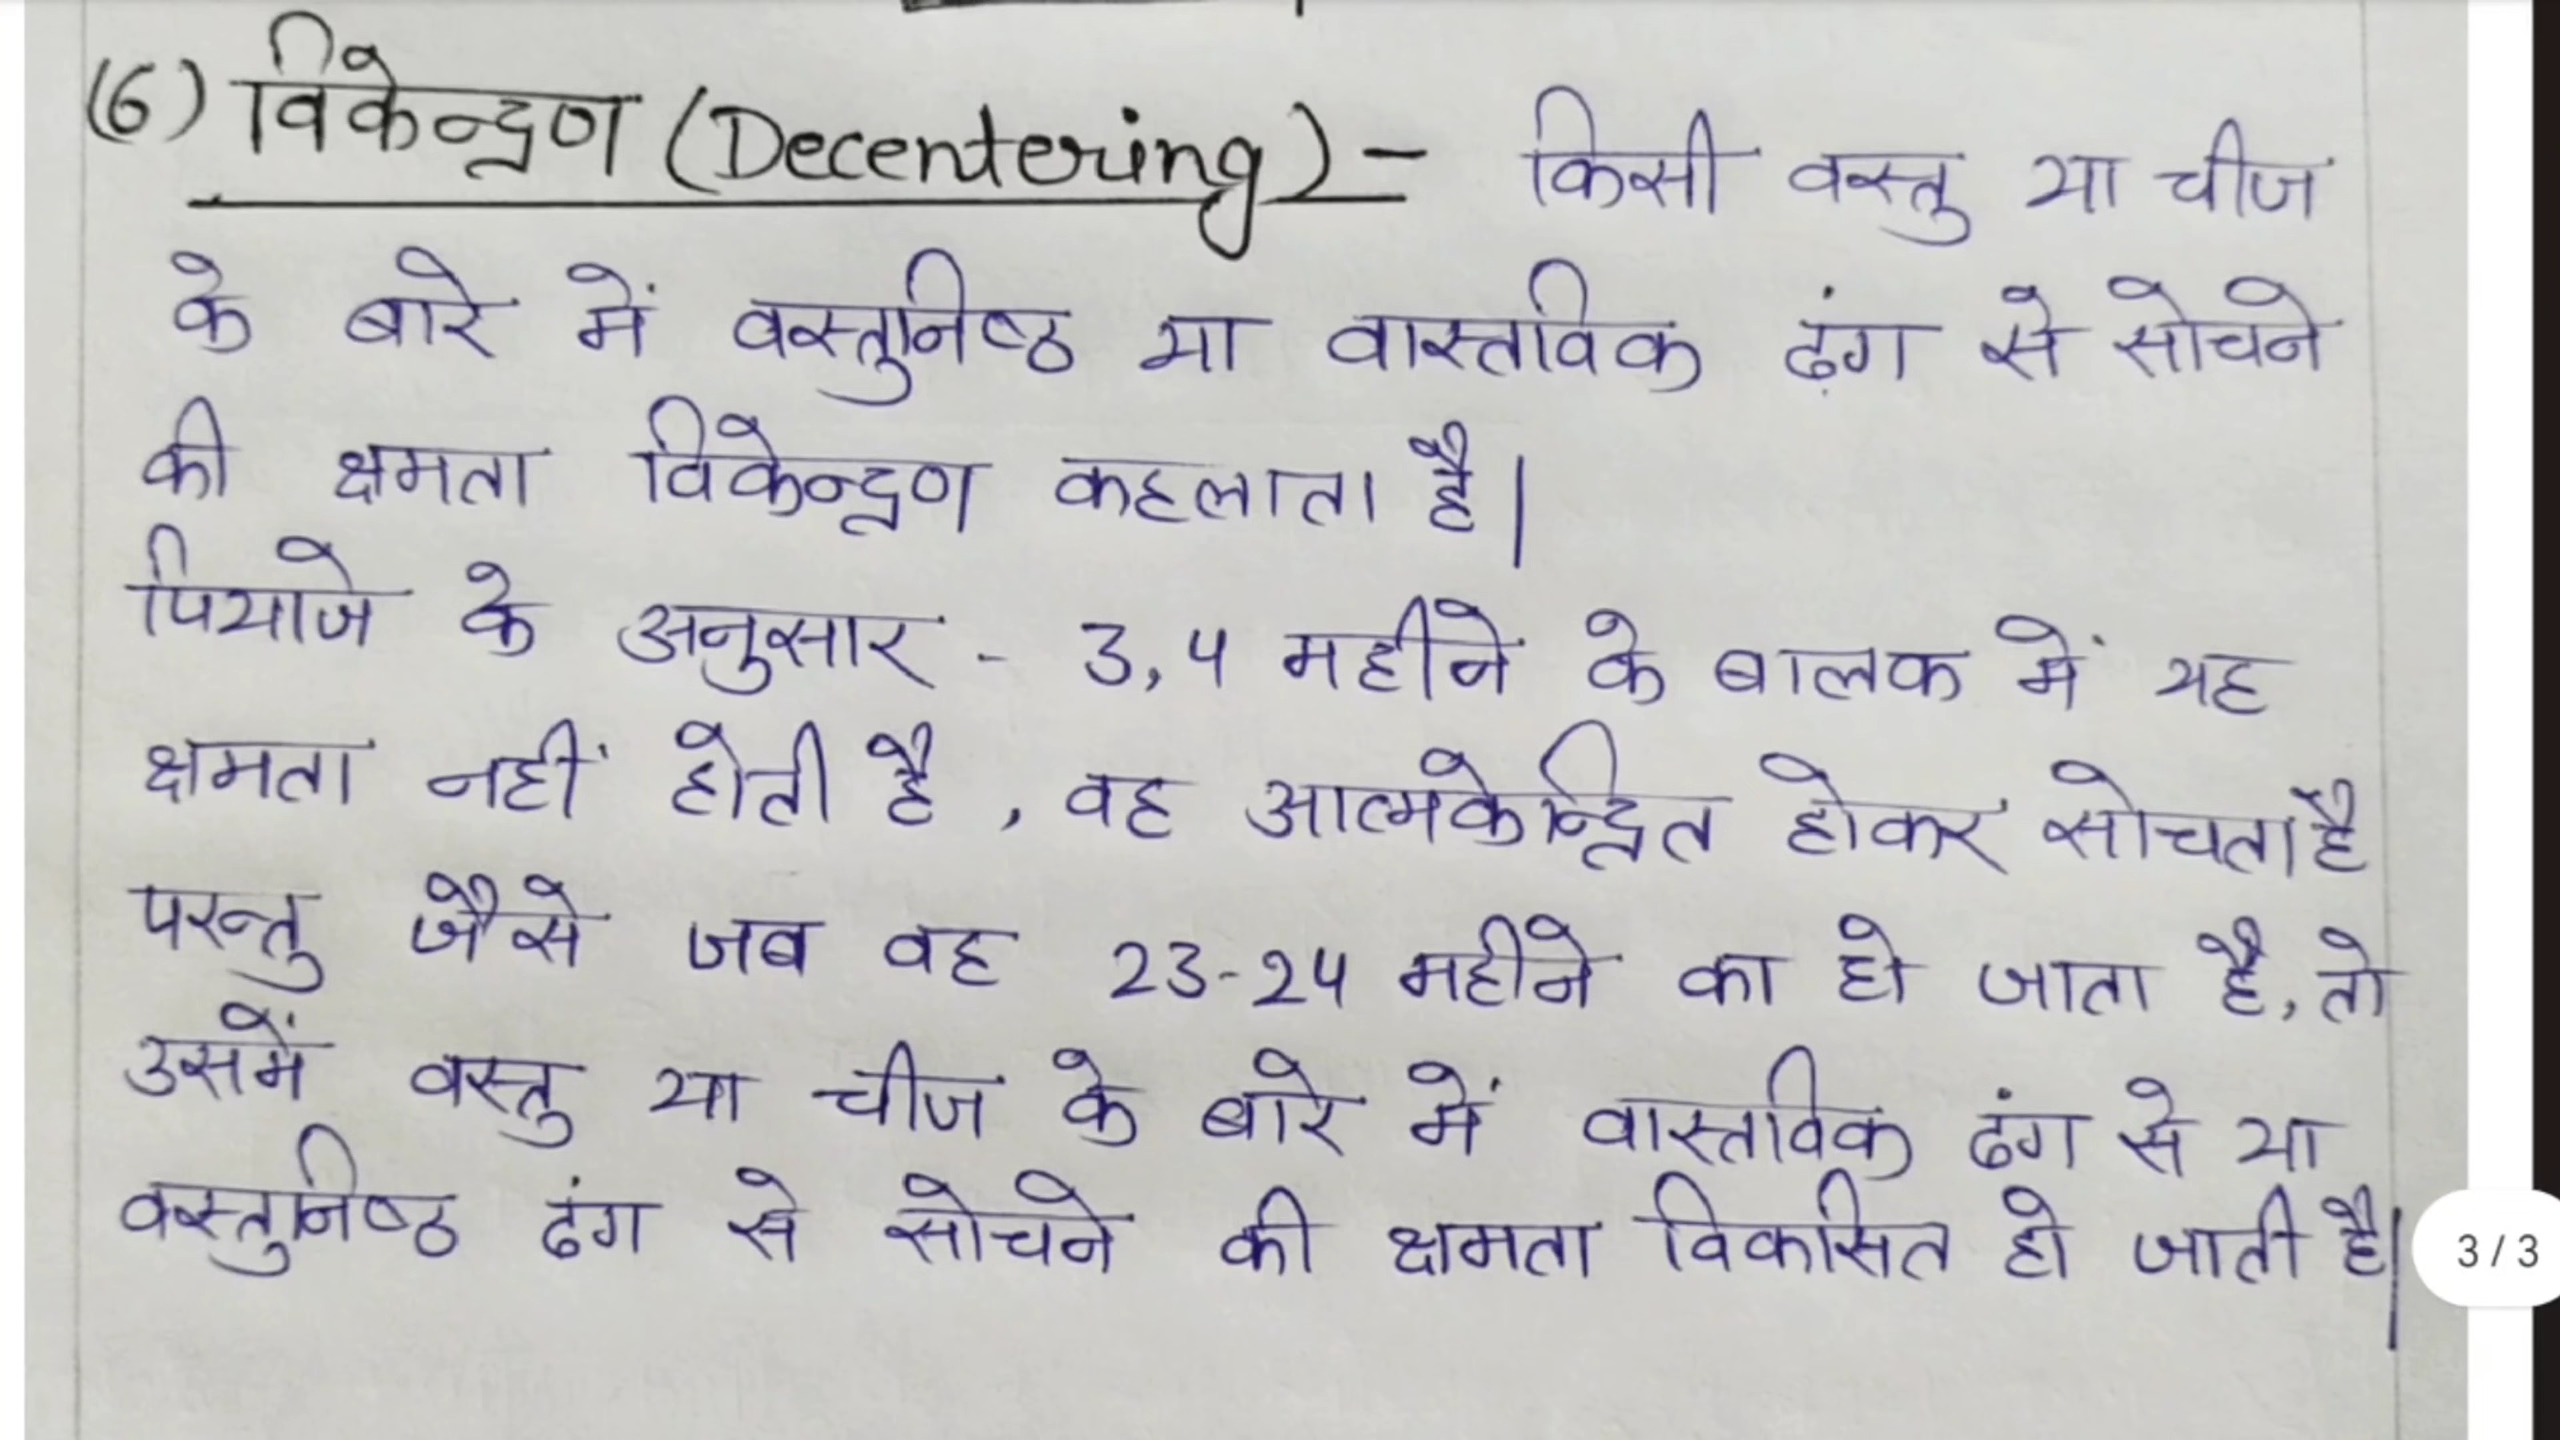 (6) विकेन्द्रण (Decentering) - किसी वस्तु या चीज
के बारे में वस्तुनिष्ठ या वास्तविक ढ़ंग से सोचने
की क्षमता विकेन्द्रण कहलाता है|
पियाजे के अनुसार - 3,4 महीने के बालक में यह
क्षमता नहीं होती है, वह आत्मकेन्द्रित होकर सोचता है
परन्तु जैसे जब वह 23-24 महीने का हो जाता है, तो
उसमें वस्तु या चीज के बारे में वास्तविक ढंग से या
वस्तुनिष्ठ ढंग से सोचने की क्षमता विकसित हो जाती है|
3/3